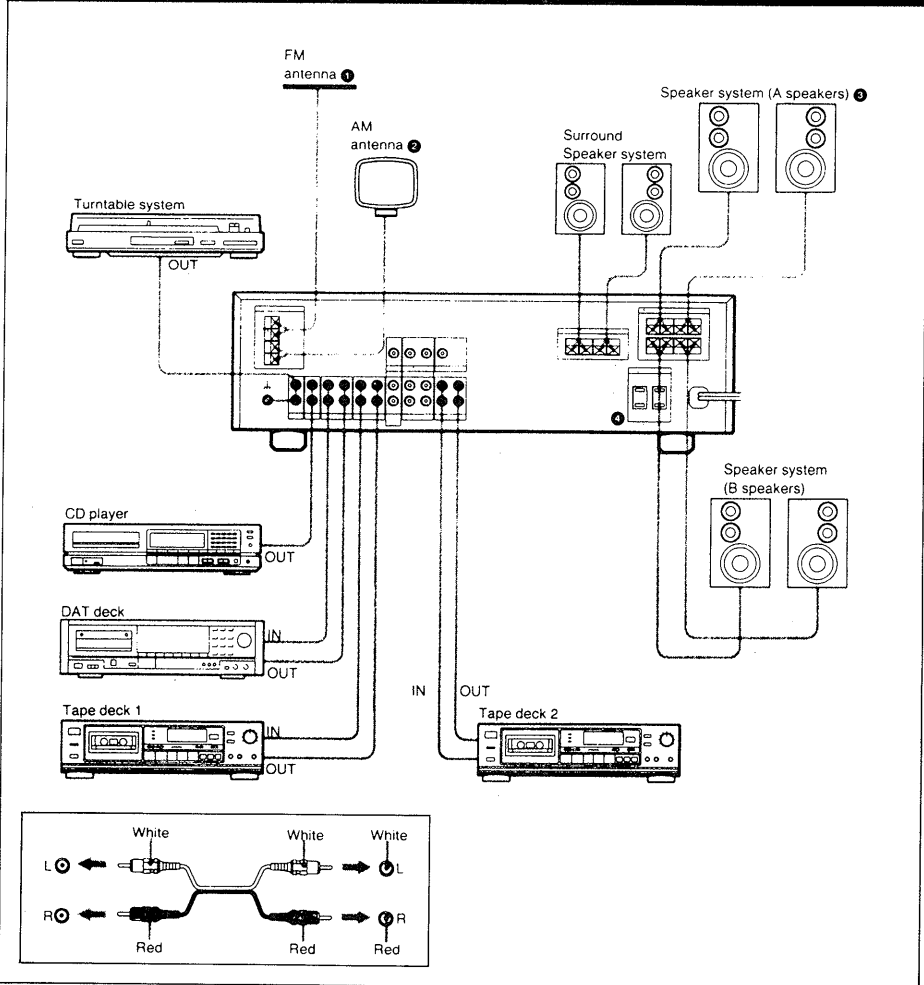 FM
antenna ❶
AM
antenna ❷
Speaker system (A speakers) ❸
Surround
Speaker system
Turntable system
OUT
❹
Speaker system
(B speakers)
CD player
OUT
DAT deck
IN
OUT
IN
OUT
Tape deck 1
IN
OUT
Tape deck 2
White
White
White
L
L
R
R
Red
Red
Red